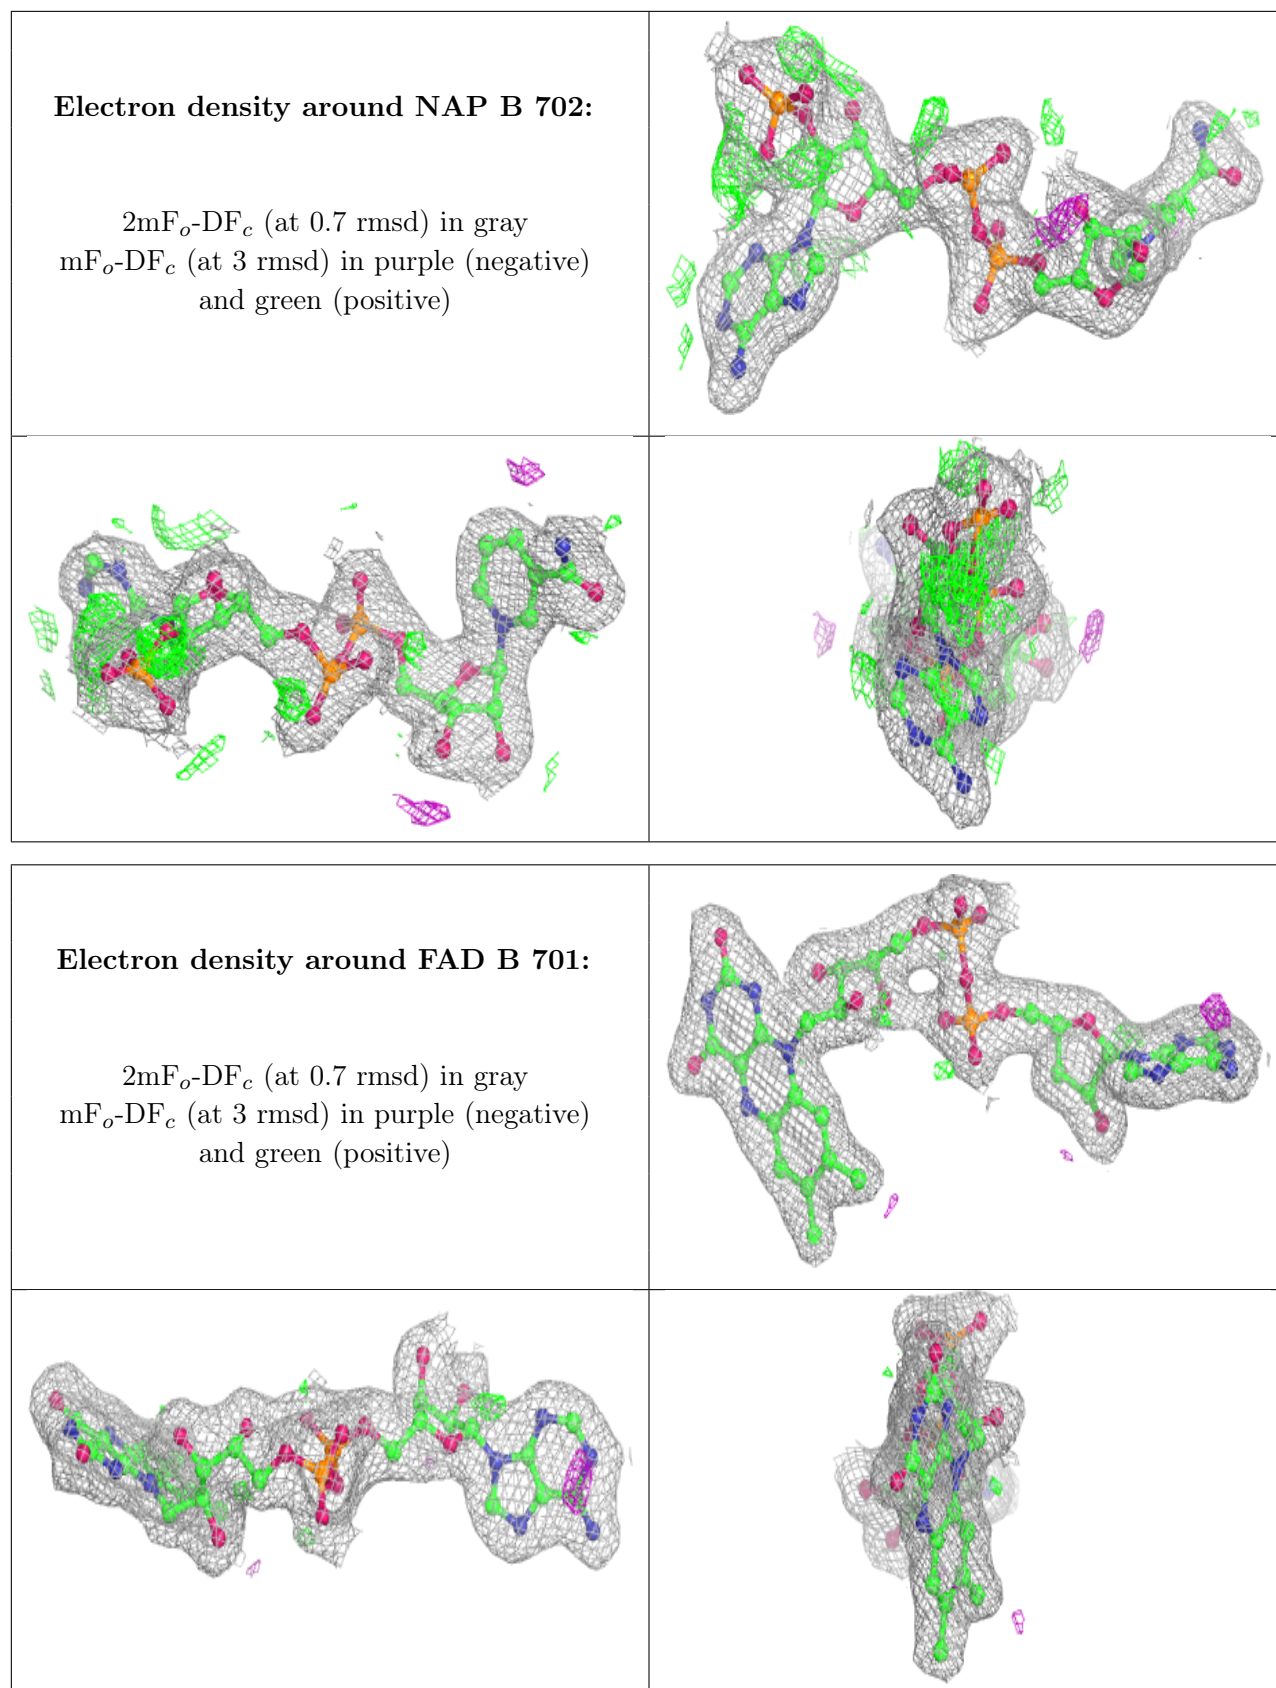 Electron density around NAP B 702:
2mFo-DFc (at 0.7 rmsd) in gray
mFo-DFc (at 3 rmsd) in purple (negative)
and green (positive)
Electron density around FAD B 701:
2mFo-DFc (at 0.7 rmsd) in gray
mFo-DFc (at 3 rmsd) in purple (negative)
and green (positive)